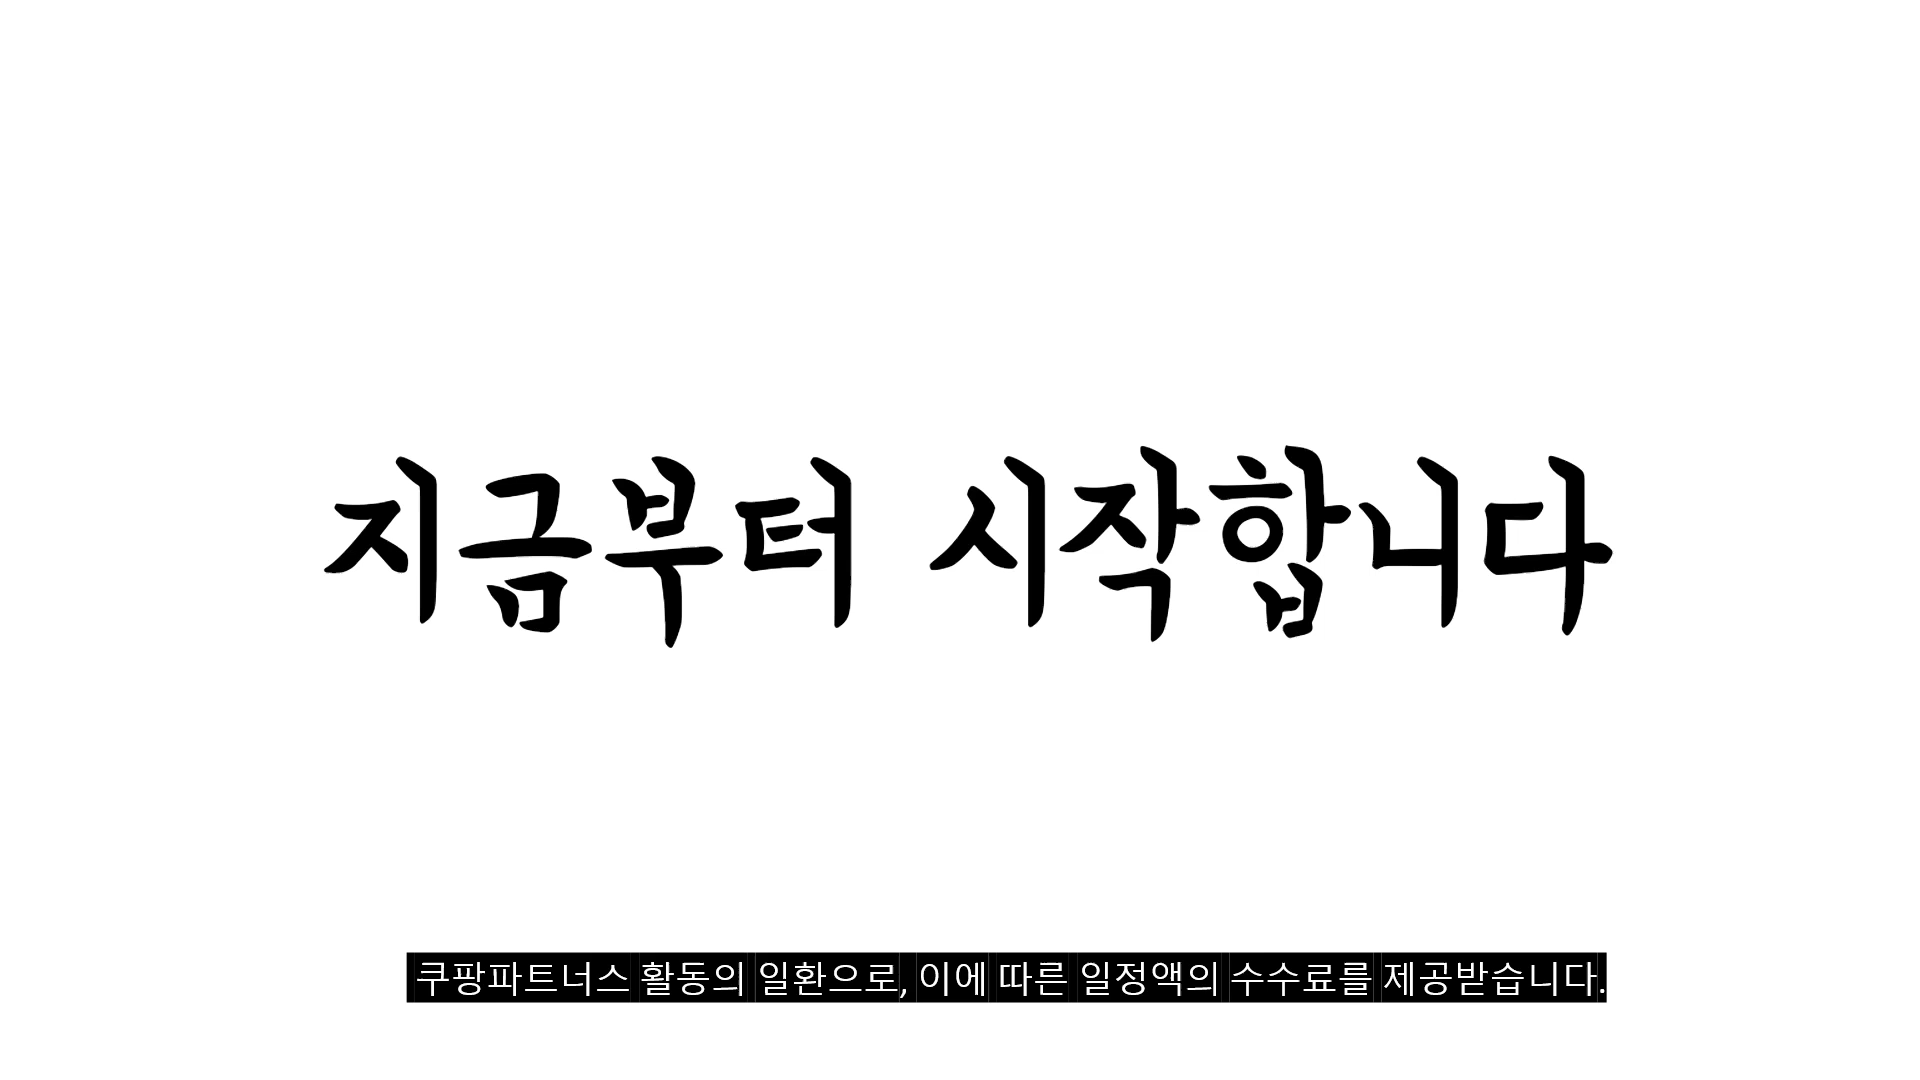 지금부터 시작합니다
쿠팡파트너스 활동의 일환으로, 이에 따른 일정액의 수수료를 제공받습니다.